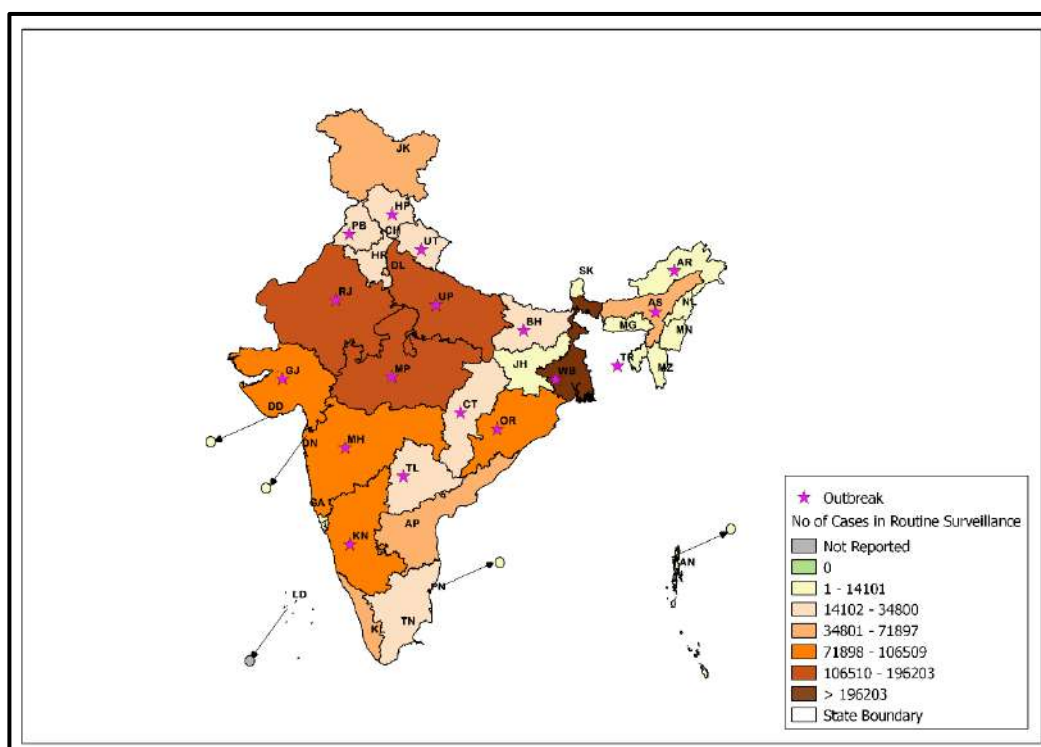 JK
HP
PB
CH
UT
HR
DL
SK
AR
RJ
UP
AS
NL
BH
MG
MN
TR
JH
MZ
GJ
MP
WB
DD
CT
OR
DN
MH
TL
GA
AP
KN
AN
PN
LD
KL
TN
Outbreak
No of Cases in Routine Surveillance
Not Reported
0
1 - 14101
14102 - 34800
34801 - 71897
71898 - 106509
106510 - 196203
> 196203
State Boundary